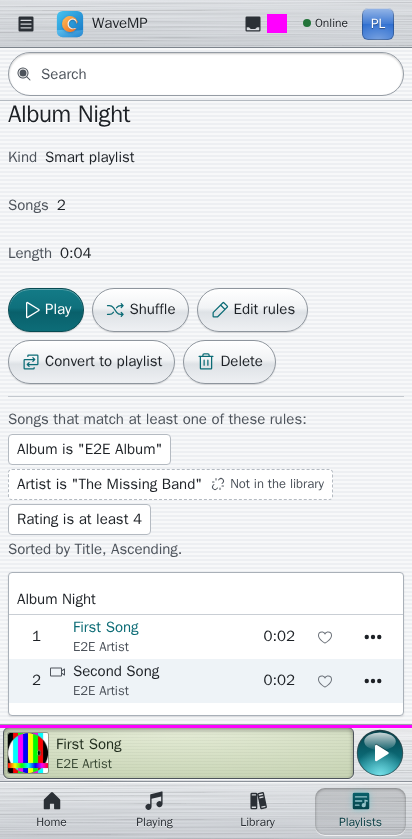 WaveMP
Online
PL
Search
Album Night
Kind Smart playlist
Songs 2
Length 0:04
Play
Shuffle
Edit rules
Convert to playlist
Delete
Songs that match at least one of these rules:
Album is "E2E Album"
Artist is "The Missing Band" Not in the library
Rating is at least 4
Sorted by Title, Ascending.
Album Night
1 First Song 0:02
E2E Artist
2 Second Song 0:02
E2E Artist
First Song
E2E Artist
Home Playing Library Playlists